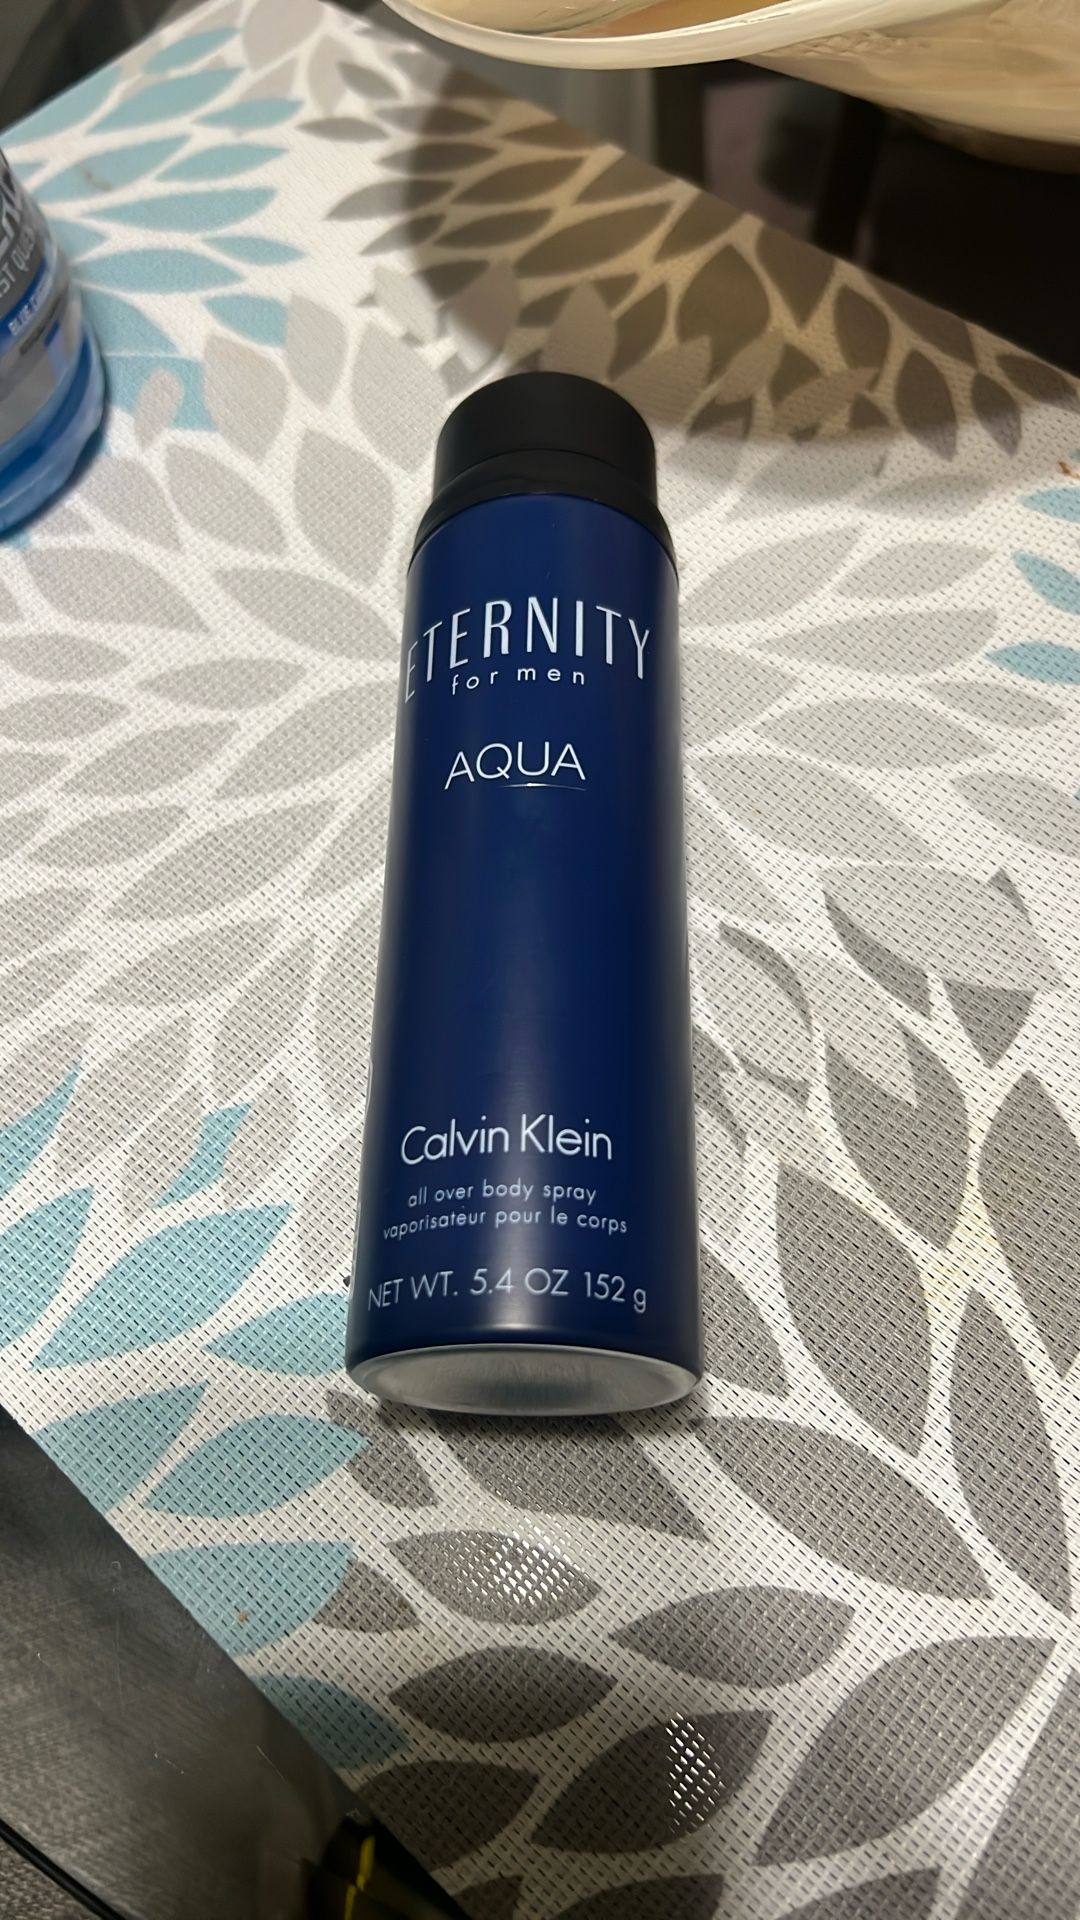 ETERNITY
for men
AQUA
Calvin Klein
all over body spray
vaporisateur pour le corps
NET WT. 5.4 OZ 152 g